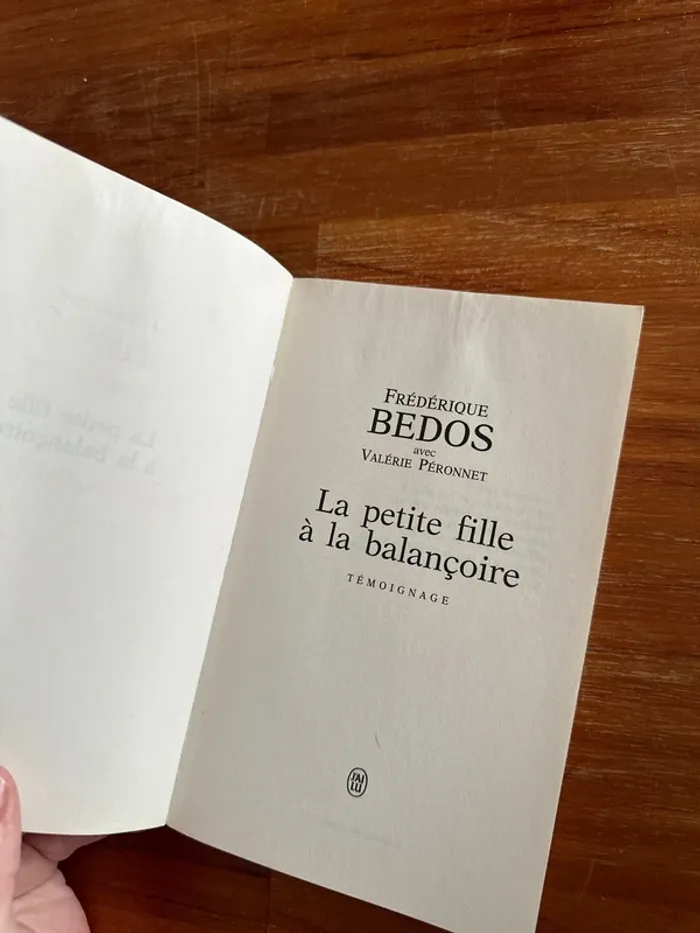 FRÉDÉRIQUE
BEDOS
avec
VALÉRIE PÉRONNET
La petite fille
à la balançoire
TÉMOIGNAGE
J'AI
LU